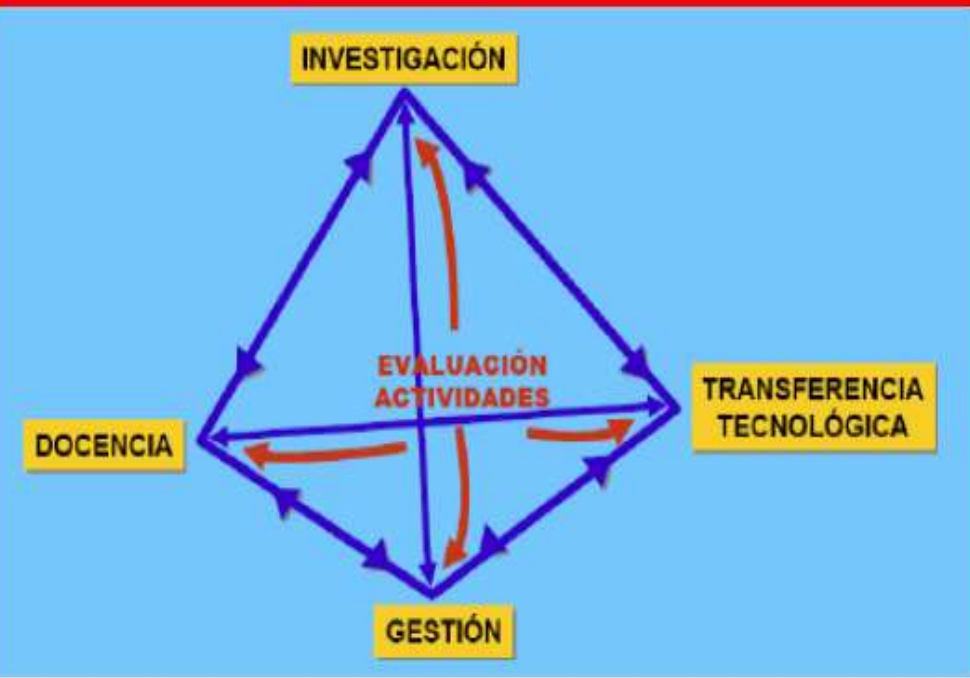 INVESTIGACIÓN
EVALUACIÓN
ACTIVIDADES
TRANSFERENCIA
TECNOLÓGICA
DOCENCIA
GESTIÓN